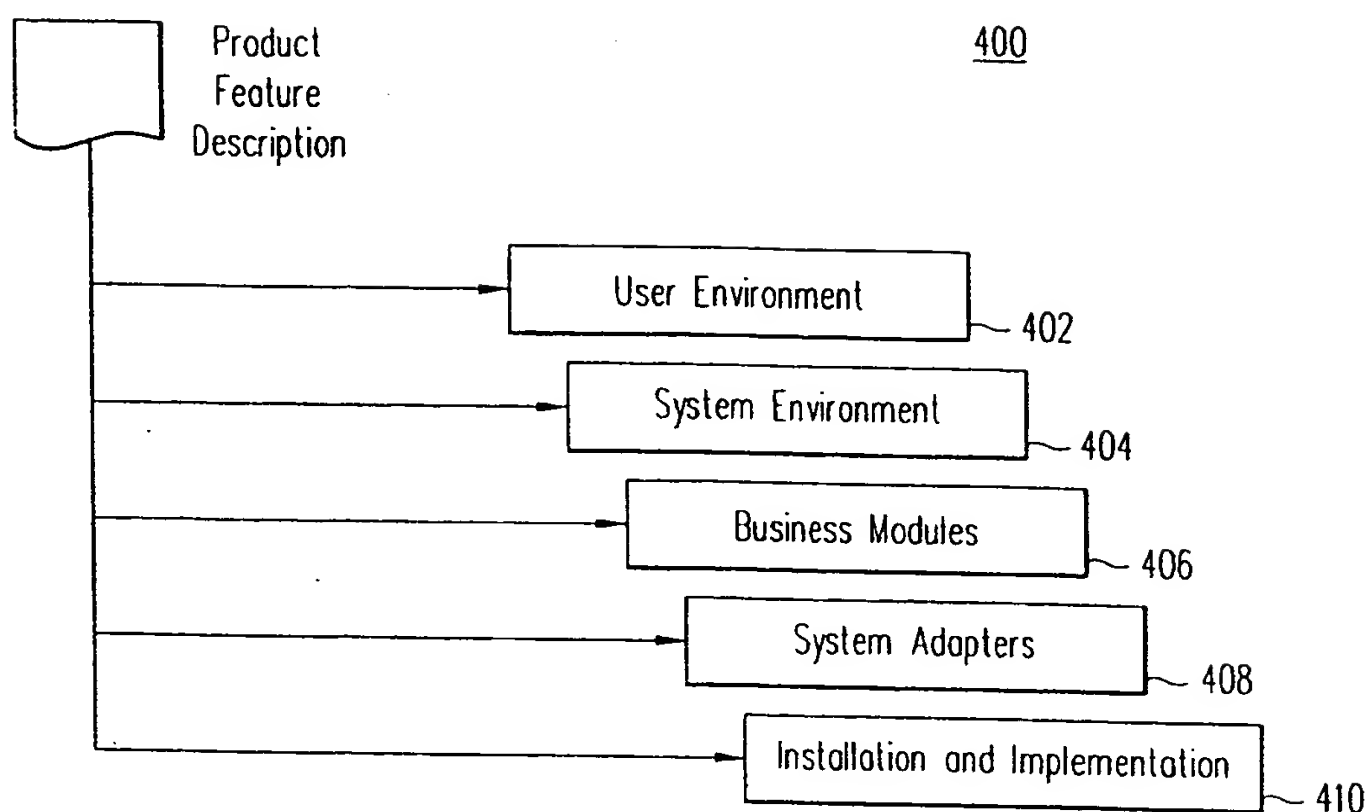 Product
Feature
Description
400
User Environment
402
System Environment
404
Business Modules
406
System Adapters
408
Installation and Implementation
410